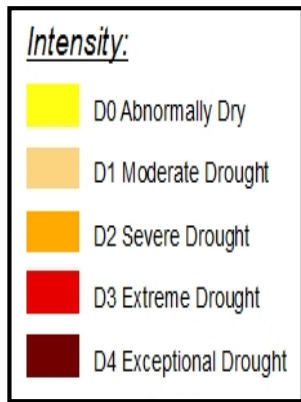 Intensity:
D0 Abnormally Dry
D1 Moderate Drought
D2 Severe Drought
D3 Extreme Drought
D4 Exceptional Drought